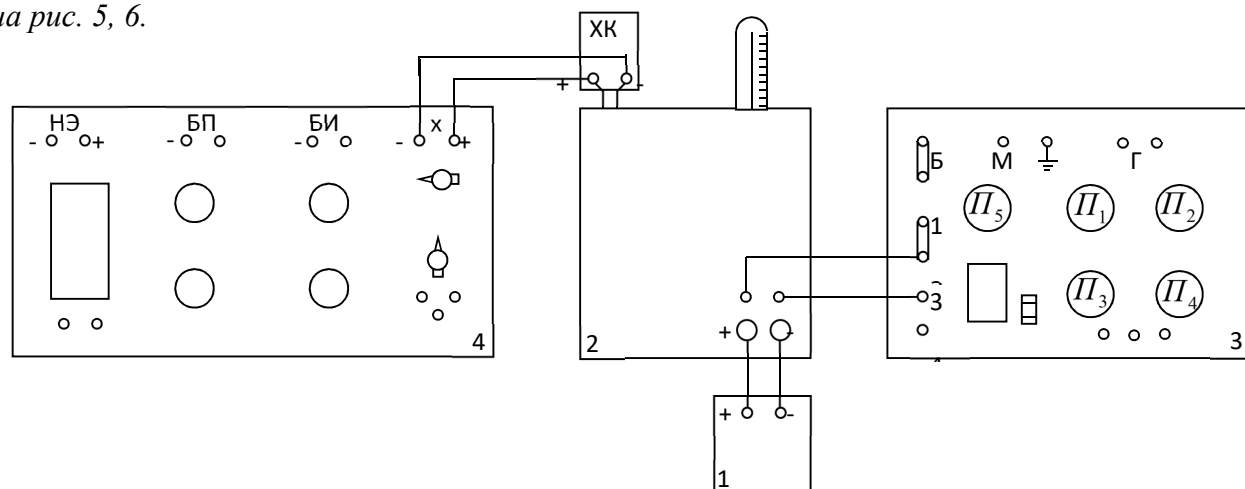 на рис. 5, 6.
ХК
+ -
НЭ БП БИ х
- + - - - +
4
2
+ -
Б М Г
1
3
П₅ П₁ П₂
П₃ П₄
3
+ -
1